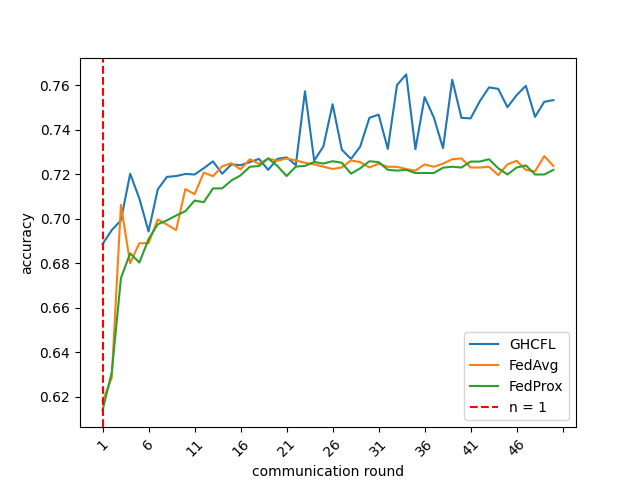 0.76
0.74
0.72
0.70
0.68
0.66
0.64
0.62
accuracy
GHCFL
FedAvg
FedProx
n = 1
1 6 11 16 21 26 31 36 41 46
communication round